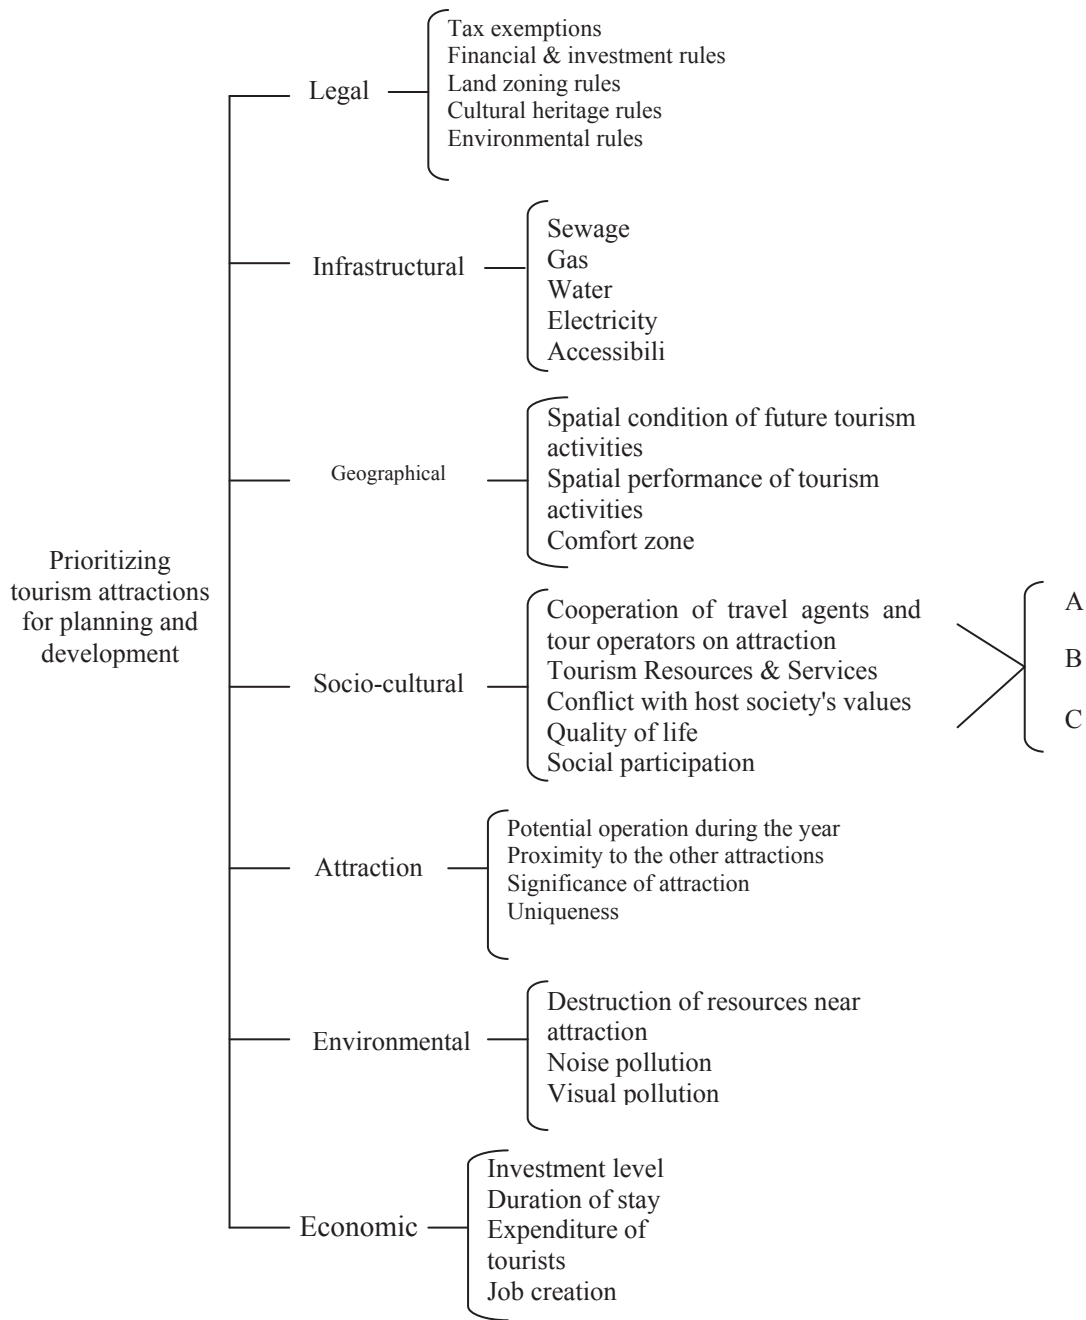 Prioritizing
tourism attractions
for planning and
development
Legal
Tax exemptions
Financial & investment rules
Land zoning rules
Cultural heritage rules
Environmental rules
Infrastructural
Sewage
Gas
Water
Electricity
Accessibili
Geographical
Spatial condition of future tourism
activities
Spatial performance of tourism
activities
Comfort zone
Socio-cultural
Cooperation of travel agents and
tour operators on attraction
Tourism Resources & Services
Conflict with host society's values
Quality of life
Social participation
A
B
C
Attraction
Potential operation during the year
Proximity to the other attractions
Significance of attraction
Uniqueness
Environmental
Destruction of resources near
attraction
Noise pollution
Visual pollution
Economic
Investment level
Duration of stay
Expenditure of
tourists
Job creation